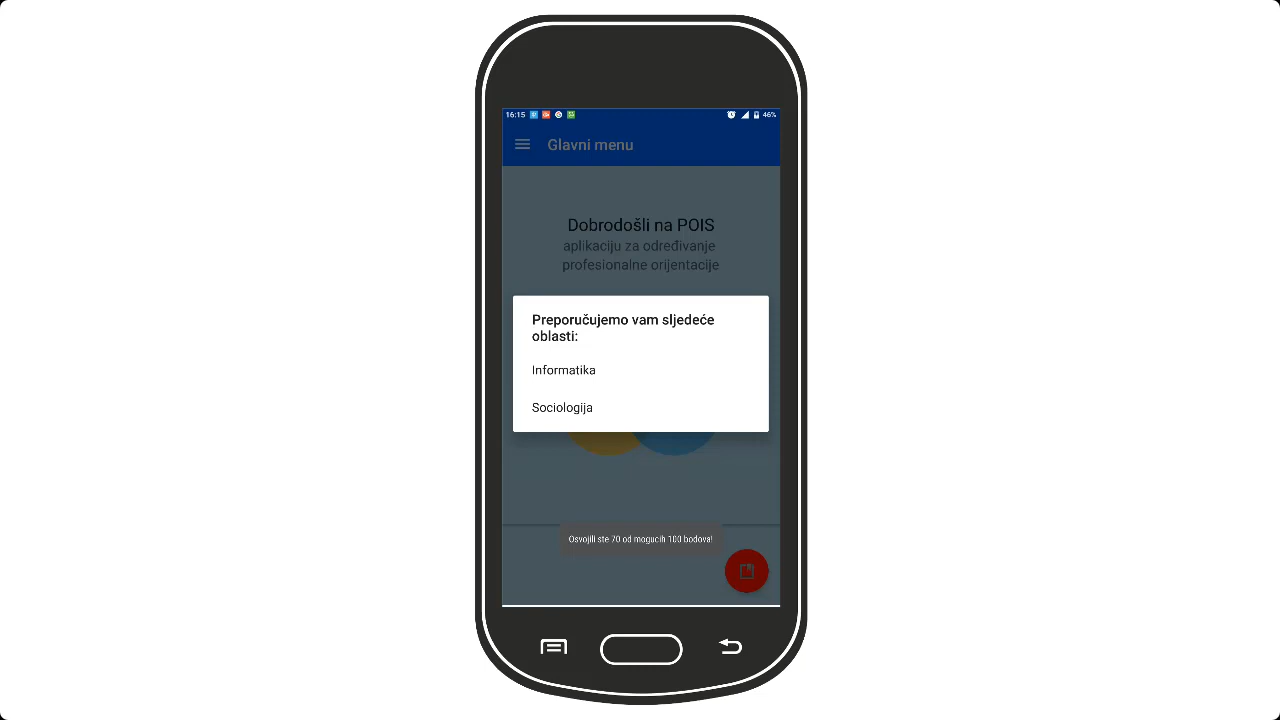 16:15
46%
Glavni menu
Dobrodošli na POIS
aplikaciju za određivanje
profesionalne orijentacije
Preporučujemo vam sljedeće
oblasti:
Informatika
Sociologija
Osvojili ste 70 od mogucih 100 bodova!